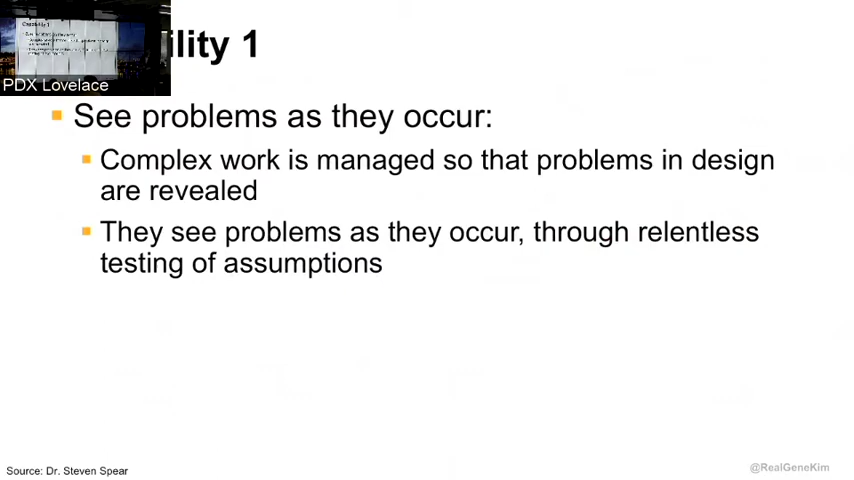 ility 1
PDX Lovelace
See problems as they occur:
Complex work is managed so that problems in design
are revealed
They see problems as they occur, through relentless
testing of assumptions
Source: Dr. Steven Spear
@RealGeneKim